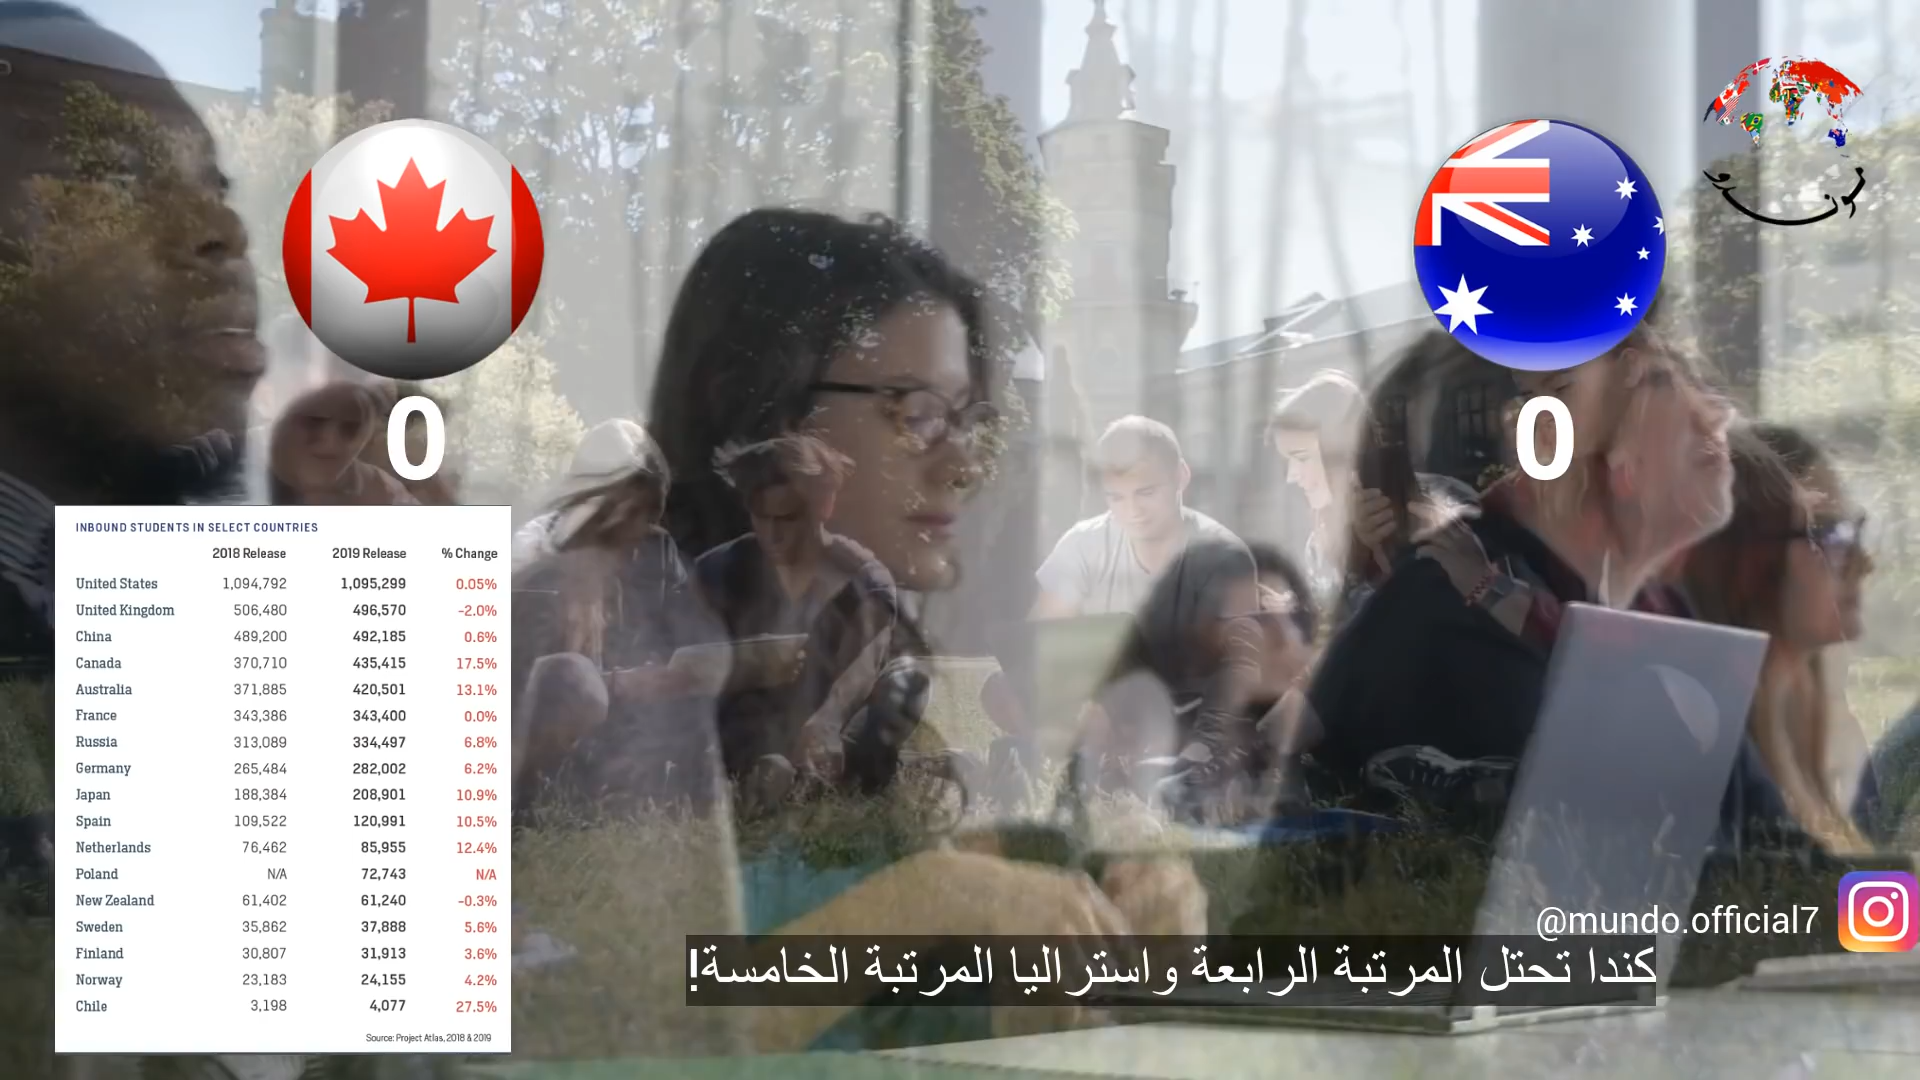 0
0
INBOUND STUDENTS IN SELECT COUNTRIES
2018 Release 2019 Release % Change
United States 1,094,792 1,095,299 0.05%
United Kingdom 506,480 496,570 -2.0%
China 489,200 492,185 0.6%
Canada 370,710 435,415 17.5%
Australia 371,885 420,501 13.1%
France 343,386 343,400 0.0%
Russia 313,089 334,497 6.8%
Germany 265,484 282,002 6.2%
Japan 188,384 208,901 10.9%
Spain 109,522 120,991 10.5%
Netherlands 76,462 85,955 12.4%
Poland N/A 72,743 N/A
New Zealand 61,402 61,240 -0.3%
Sweden 35,862 37,888 5.6%
Finland 30,807 31,913 3.6%
Norway 23,183 24,155 4.2%
Chile 3,198 4,077 27.5%
Source: Project Atlas, 2018 & 2019
@mundo.official7
كندا تحتل المرتبة الرابعة واستراليا المرتبة الخامسة!